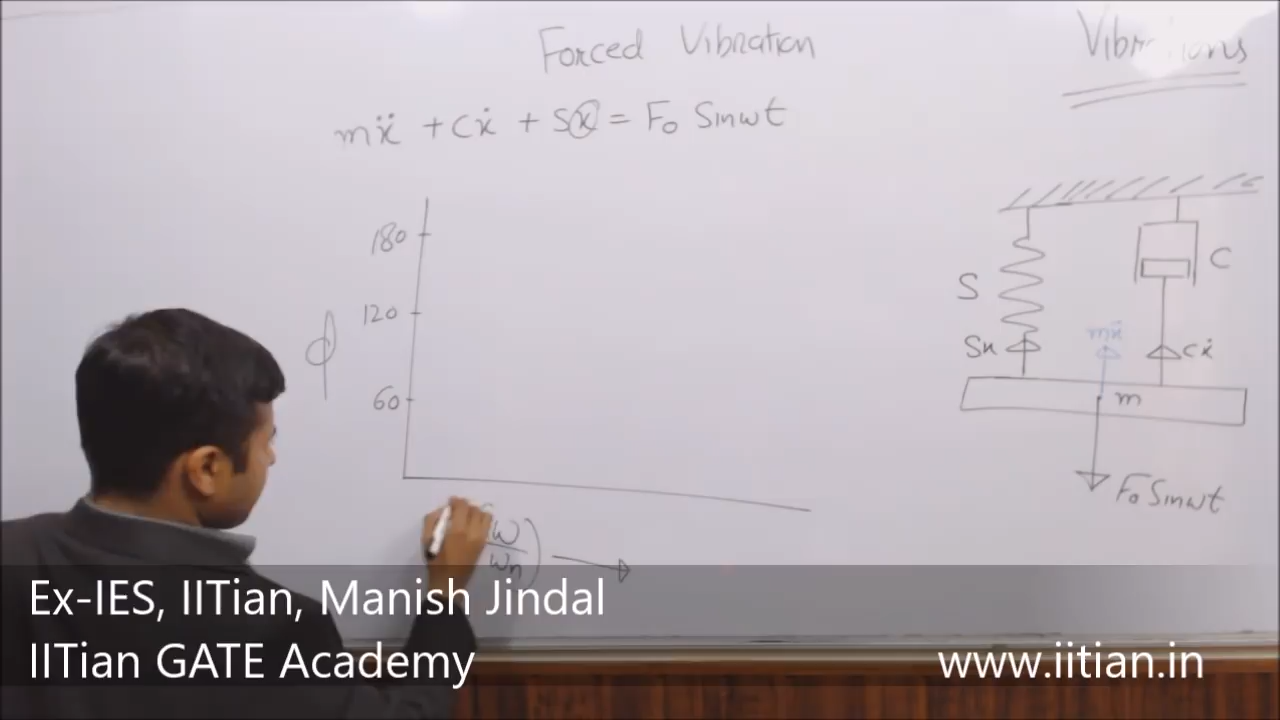 Forced Vibration
Vibrations
mẍ + cẋ + sx = F₀ Sinωt
180
120
ϕ
60
(ω/ωn)
S
C
Sx
mẍ
cẋ
m
F₀ Sinωt
Ex-IES, IITian, Manish Jindal
IITian GATE Academy
www.iitian.in